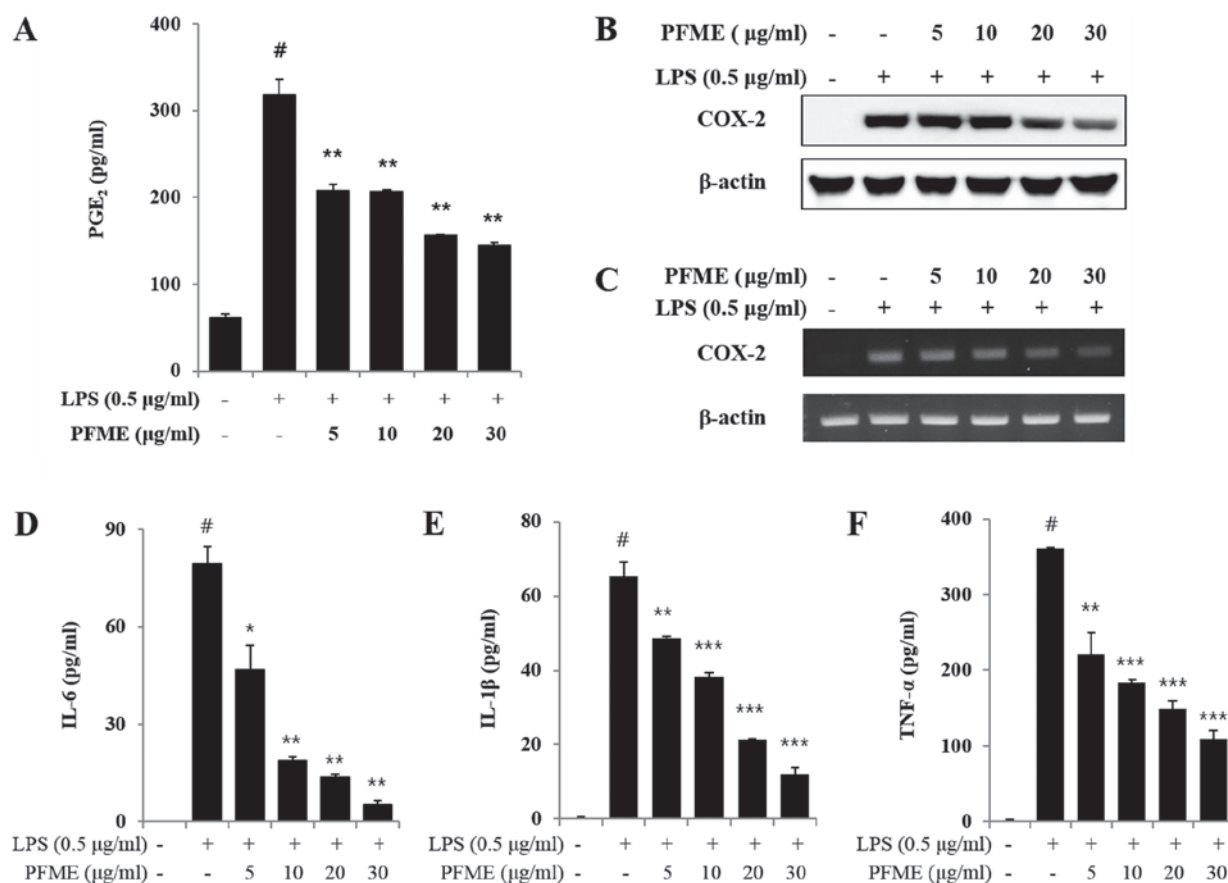 A
PGE₂ (pg/ml)
400
300
200
100
0
#
**
**
**
**
LPS (0.5 µg/ml) - + + + + +
PFME (µg/ml) - - 5 10 20 30
B
PFME ( µg/ml) - - 5 10 20 30
LPS (0.5 µg/ml) - + + + + +
COX-2
β-actin
C
PFME (µg/ml) - - 5 10 20 30
LPS (0.5 µg/ml) - + + + + +
COX-2
β-actin
D
IL-6 (pg/ml)
90
60
30
0
#
*
**
**
**
LPS (0.5 µg/ml) - + + + + +
PFME (µg/ml) - - 5 10 20 30
E
IL-1β (pg/ml)
80
60
40
20
0
#
**
***
***
***
LPS (0.5 µg/ml) - + + + + +
PFME (µg/ml) - - 5 10 20 30
F
TNF-α (pg/ml)
400
300
200
100
0
#
**
***
***
***
LPS (0.5 µg/ml) - + + + + +
PFME (µg/ml) - - 5 10 20 30